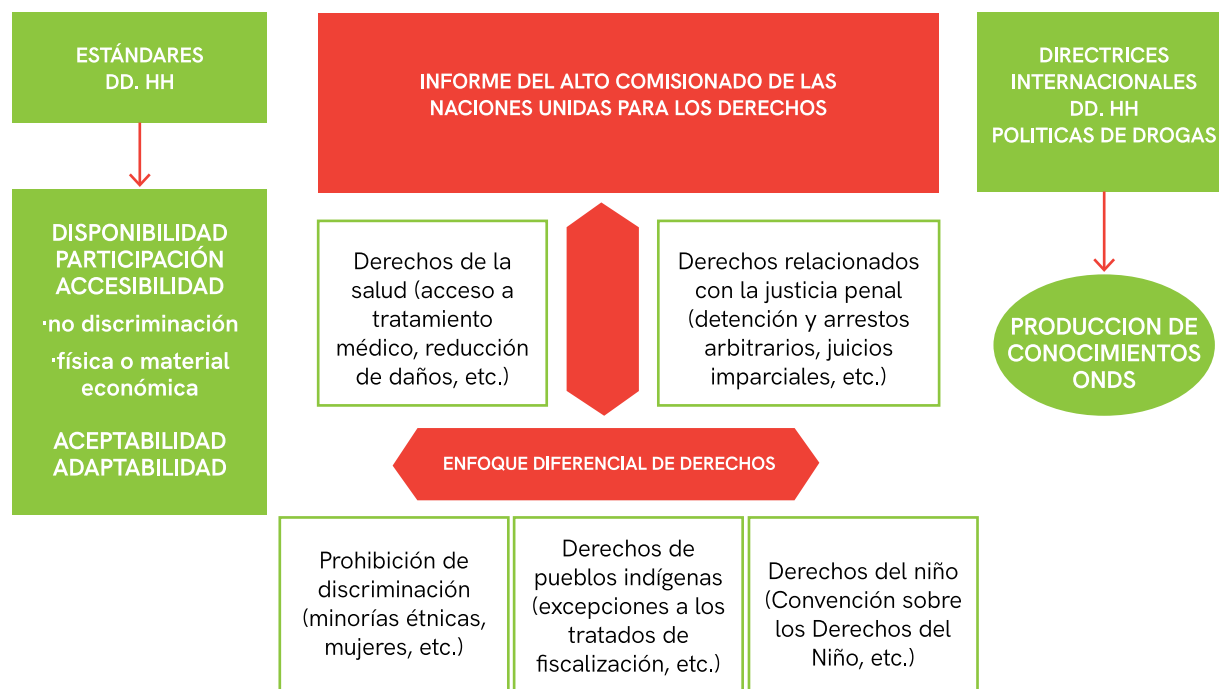 ESTÁNDARES
DD. HH
DISPONIBILIDAD
PARTICIPACIÓN
ACCESIBILIDAD
·no discriminación
·física o material
económica
ACEPTABILIDAD
ADAPTABILIDAD
INFORME DEL ALTO COMISIONADO DE LAS
NACIONES UNIDAS PARA LOS DERECHOS
Derechos de la
salud (acceso a
tratamiento
médico, reducción
de daños, etc.)
Derechos relacionados
con la justicia penal
(detención y arrestos
arbitrarios, juicios
imparciales, etc.)
ENFOQUE DIFERENCIAL DE DERECHOS
Prohibición de
discriminación
(minorías étnicas,
mujeres, etc.)
Derechos de
pueblos indígenas
(excepciones a los
tratados de
fiscalización, etc.)
Derechos del niño
(Convención sobre
los Derechos del
Niño, etc.)
DIRECTRICES
INTERNACIONALES
DD. HH
POLITICAS DE DROGAS
PRODUCCION DE
CONOCIMIENTOS
ONDS